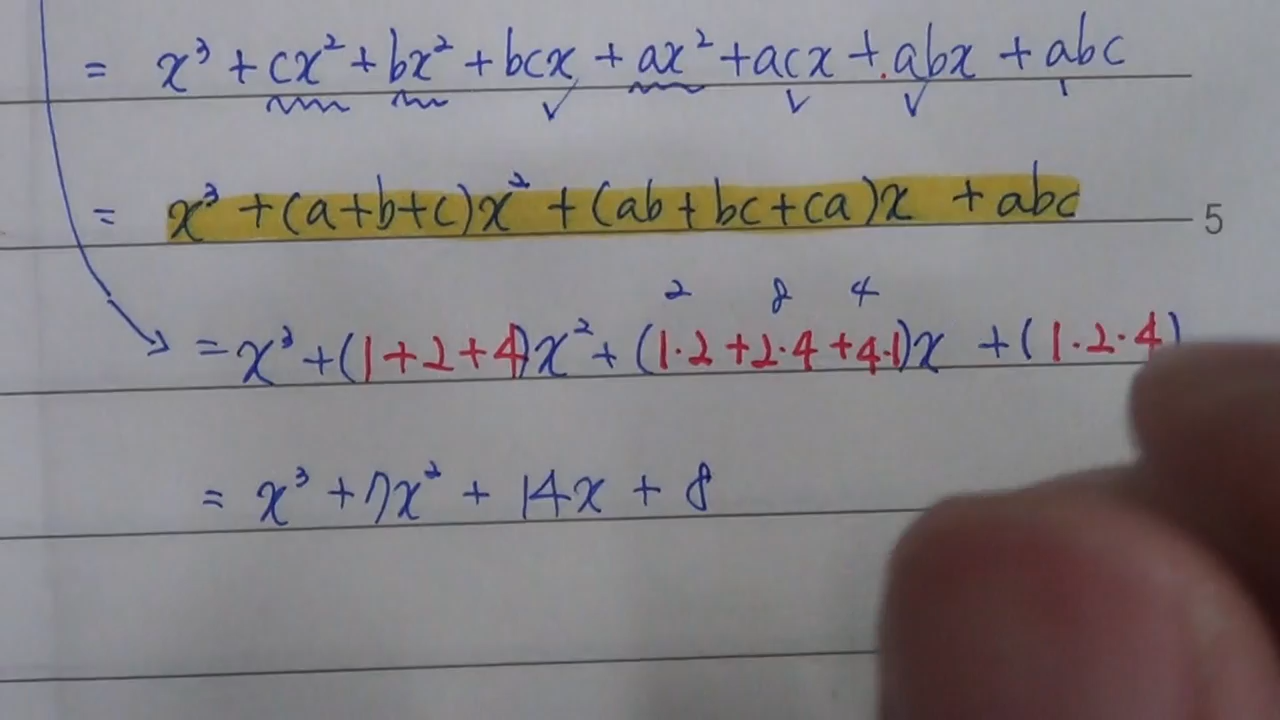 = x³ + cx² + bx² + bcx + ax² + acx + abx + abc
= x³ + (a+b+c)x² + (ab+bc+ca)x + abc
5
2 8 4
= x³ + (1+2+4)x² + (1·2+2·4+4·1)x + (1·2·4)
= x³ + 7x² + 14x + 8